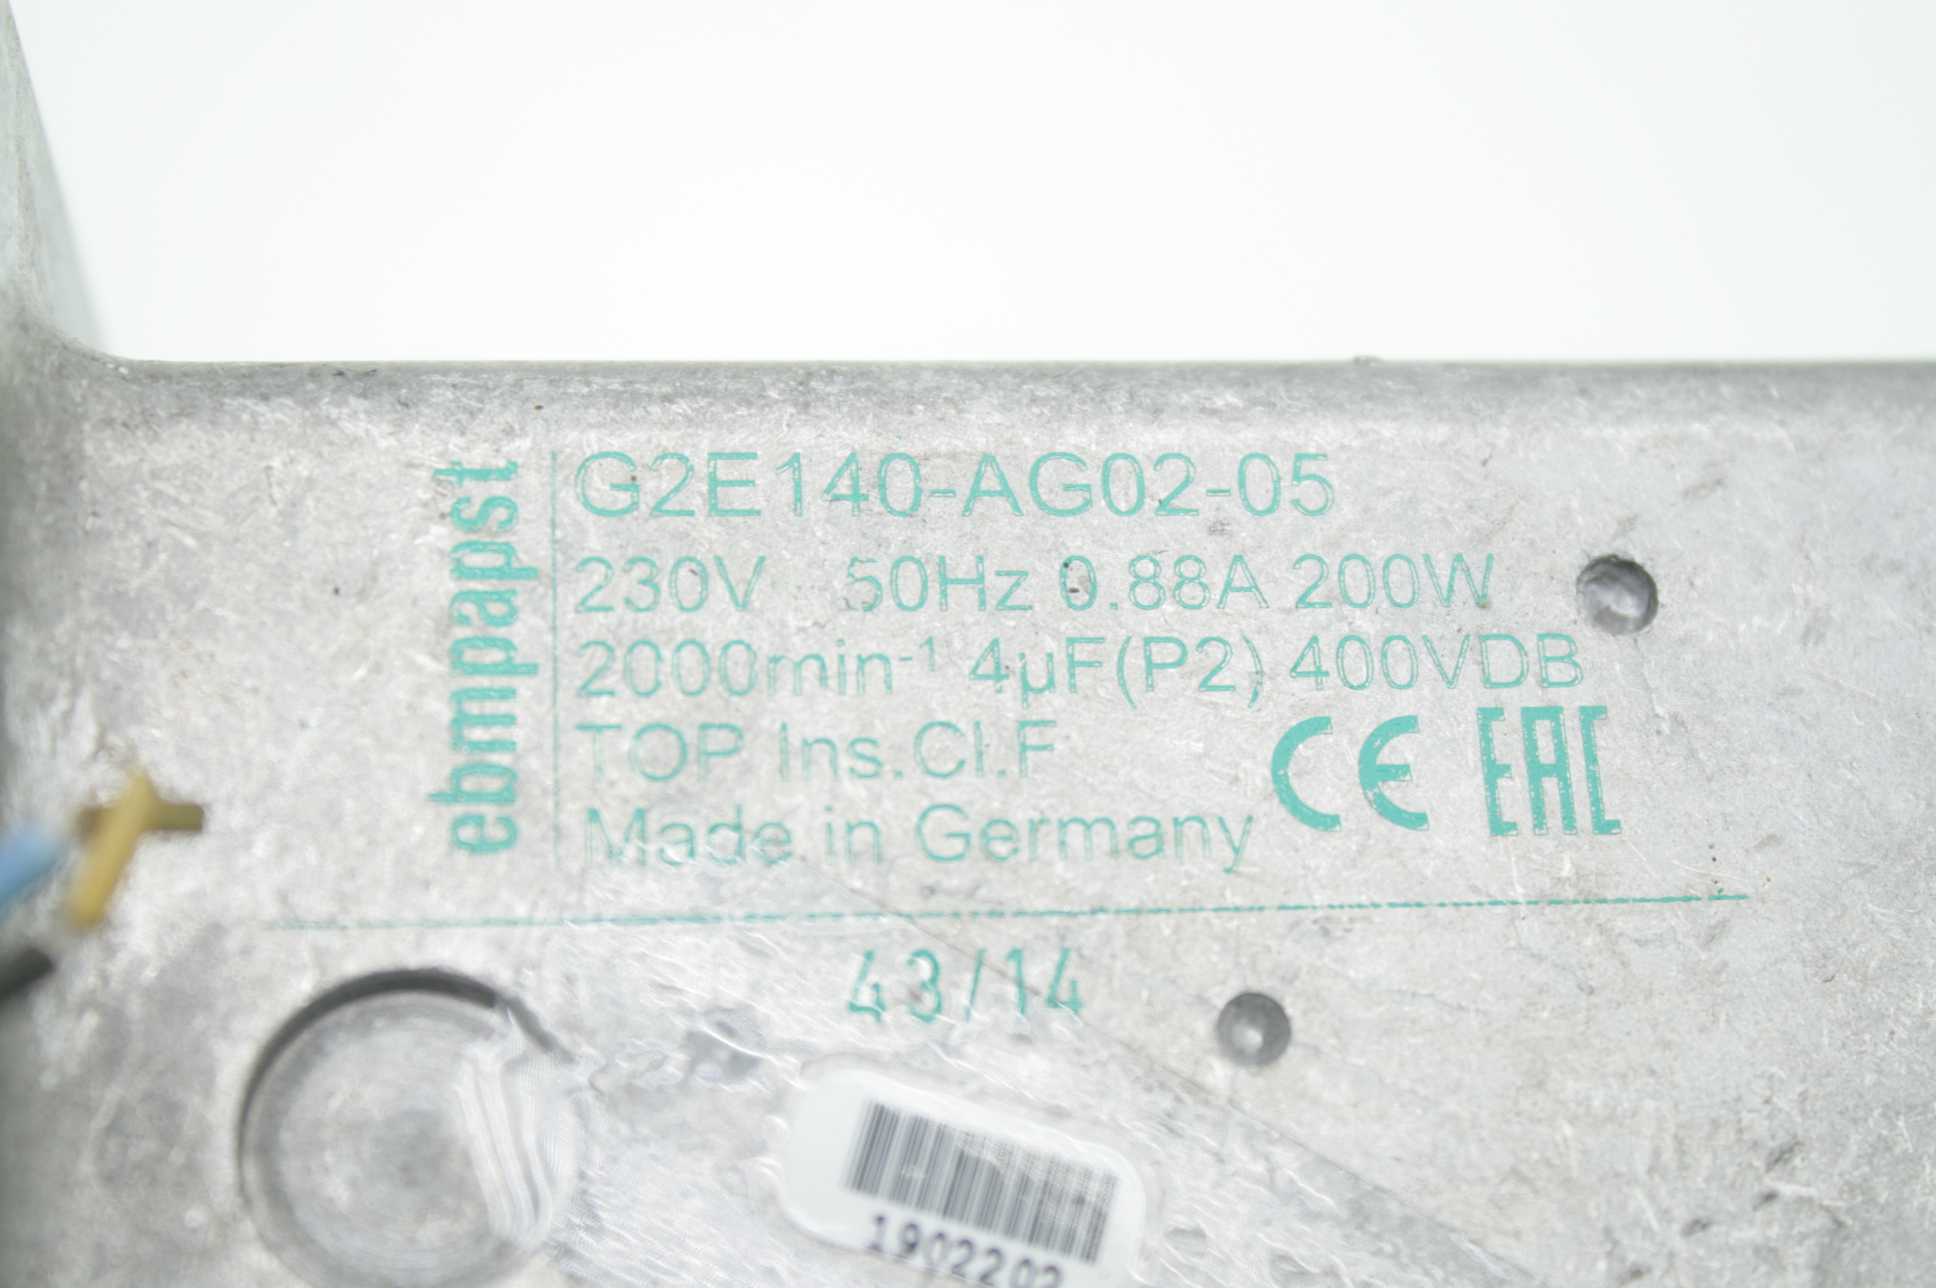 ebmpapst
G2E140-AG02-05
230V 50Hz 0.88A 200W
2000min⁻¹ 4µF(P2) 400VDB
TOP Ins.Cl.F
Made in Germany
CE EAC
43/14
1902202